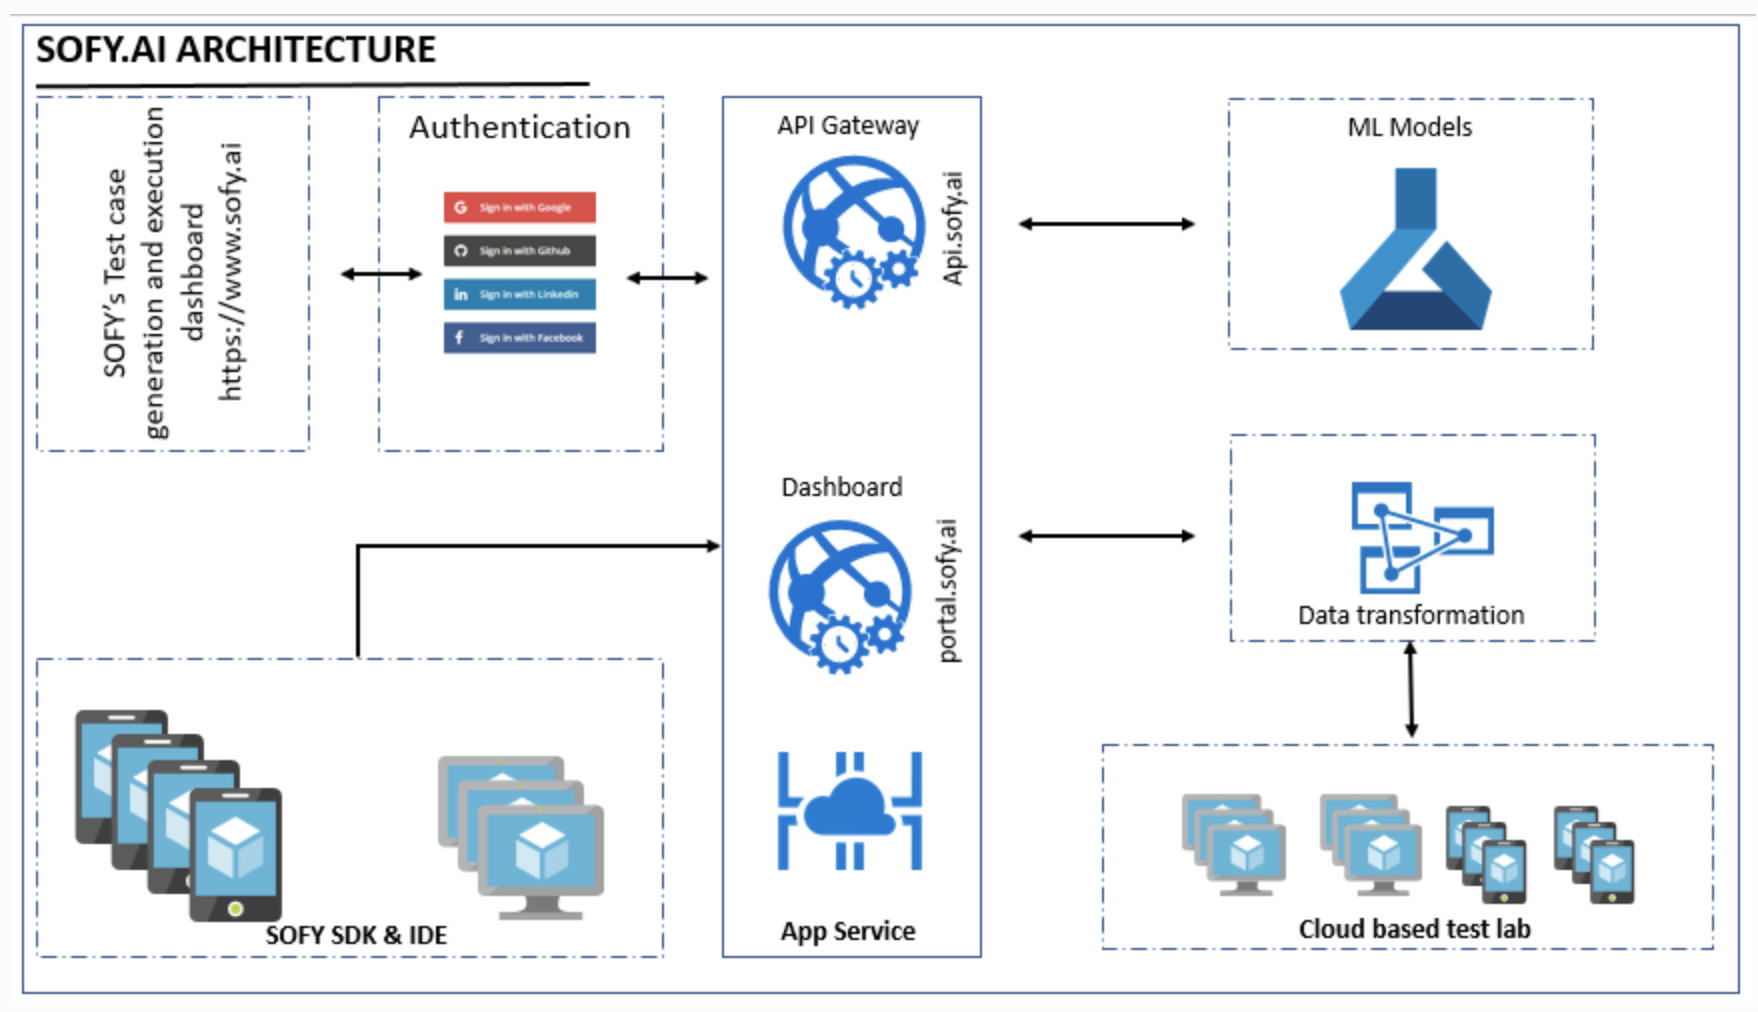 SOFY.AI ARCHITECTURE
SOFY's Test case
generation and execution
dashboard
https://www.sofy.ai
Authentication
G Sign in with Google
Sign in with Github
in Sign in with Linkedin
f Sign in with Facebook
API Gateway
Api.sofy.ai
Dashboard
portal.sofy.ai
App Service
ML Models
Data transformation
SOFY SDK & IDE
Cloud based test lab